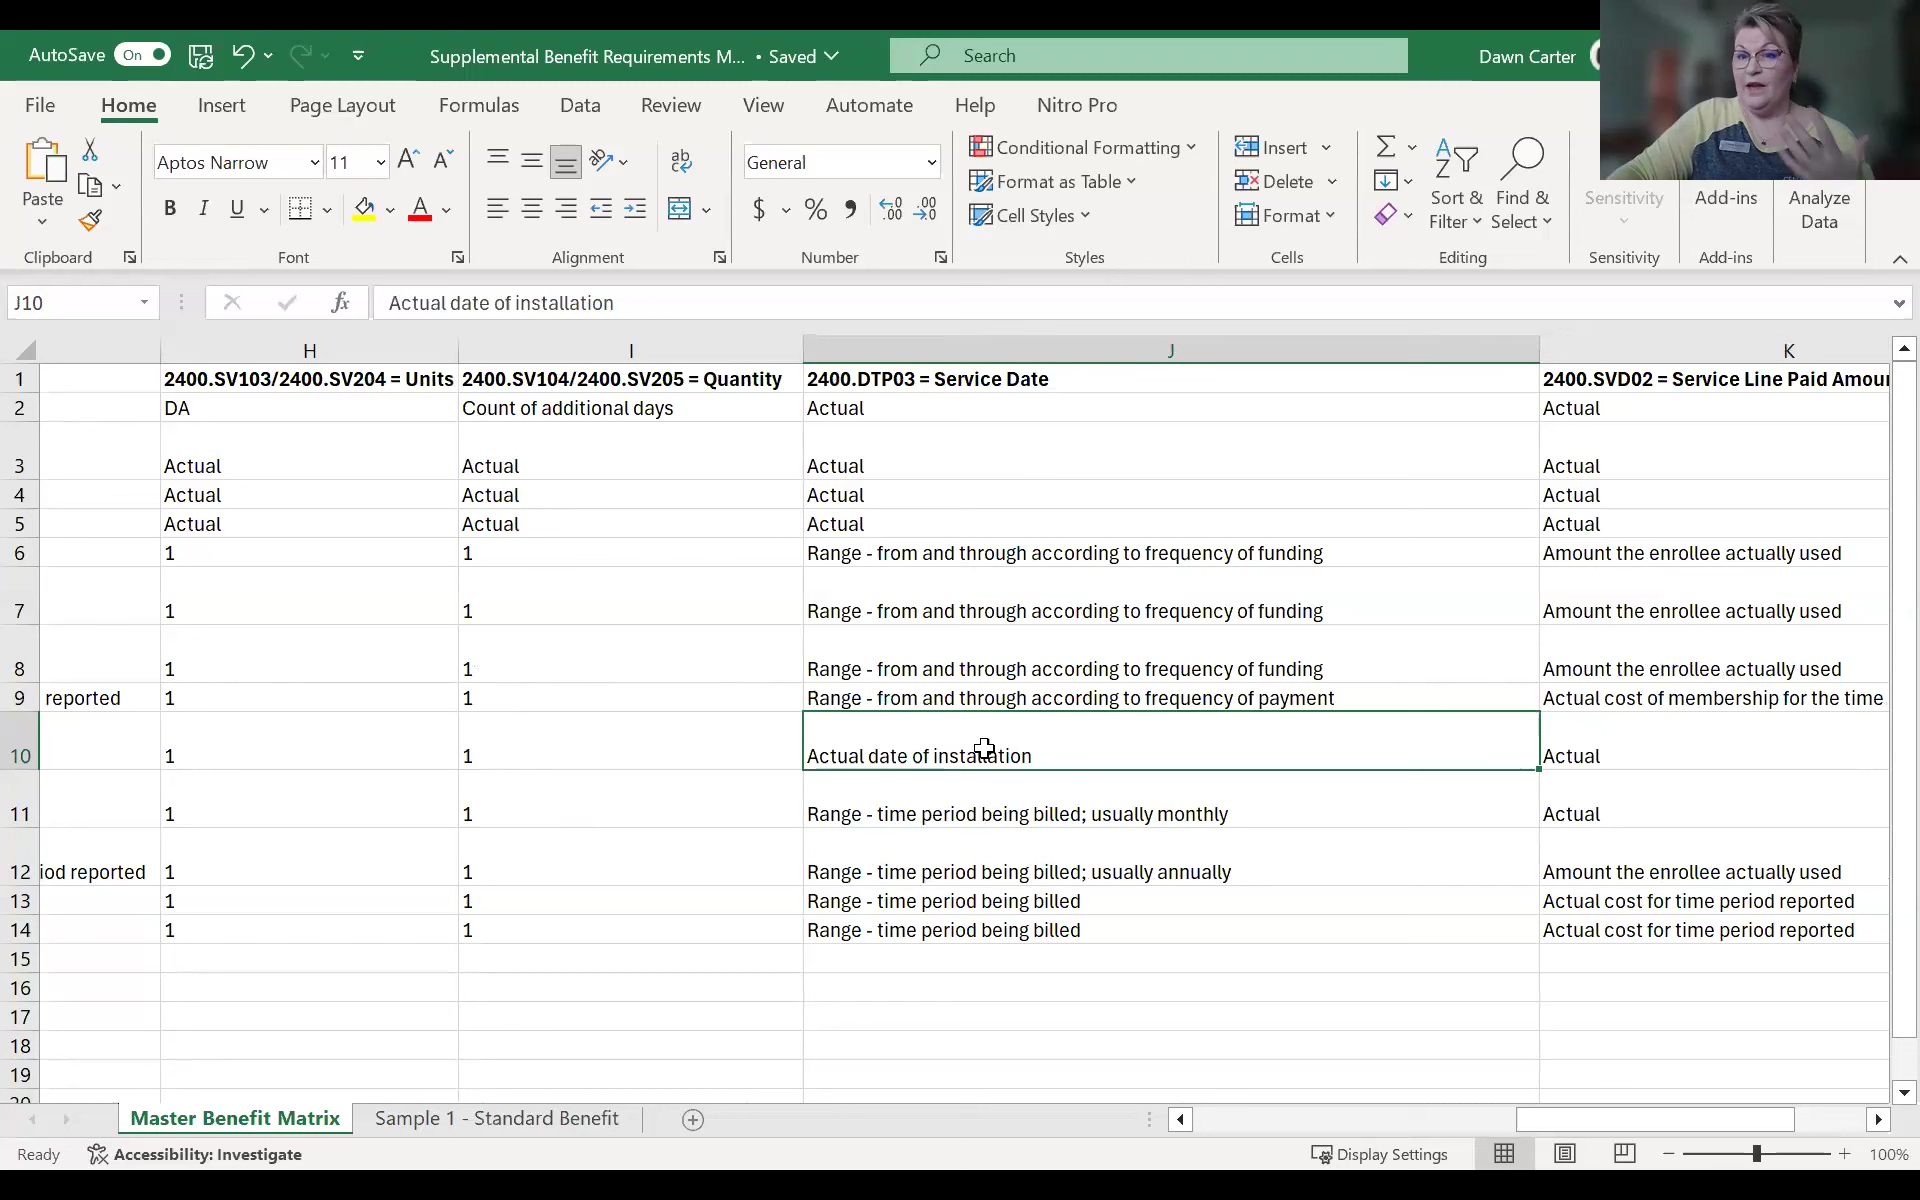 AutoSave On Supplemental Benefit Requirements M... • Saved Search Dawn Carter
File Home Insert Page Layout Formulas Data Review View Automate Help Nitro Pro
Paste
Aptos Narrow 11
General
Conditional Formatting
Format as Table
Cell Styles
Insert
Delete
Format
Sort & Filter
Find & Select
Sensitivity
Add-ins
Analyze Data
Clipboard Font Alignment Number Styles Cells Editing Sensitivity Add-ins
J10 fx Actual date of installation
H I J K
1 2400.SV103/2400.SV204 = Units 2400.SV104/2400.SV205 = Quantity 2400.DTP03 = Service Date 2400.SVD02 = Service Line Paid Amour
2 DA Count of additional days Actual Actual
3 Actual Actual Actual Actual
4 Actual Actual Actual Actual
5 Actual Actual Actual Actual
6 1 1 Range - from and through according to frequency of funding Amount the enrollee actually used
7 1 1 Range - from and through according to frequency of funding Amount the enrollee actually used
8 1 1 Range - from and through according to frequency of funding Amount the enrollee actually used
9 reported 1 1 Range - from and through according to frequency of payment Actual cost of membership for the time
10 1 1 Actual date of installation Actual
11 1 1 Range - time period being billed; usually monthly Actual
12 iod reported 1 1 Range - time period being billed; usually annually Amount the enrollee actually used
13 1 1 Range - time period being billed Actual cost for time period reported
14 1 1 Range - time period being billed Actual cost for time period reported
15
16
17
18
19
20
Master Benefit Matrix Sample 1 - Standard Benefit
Ready Accessibility: Investigate Display Settings 100%